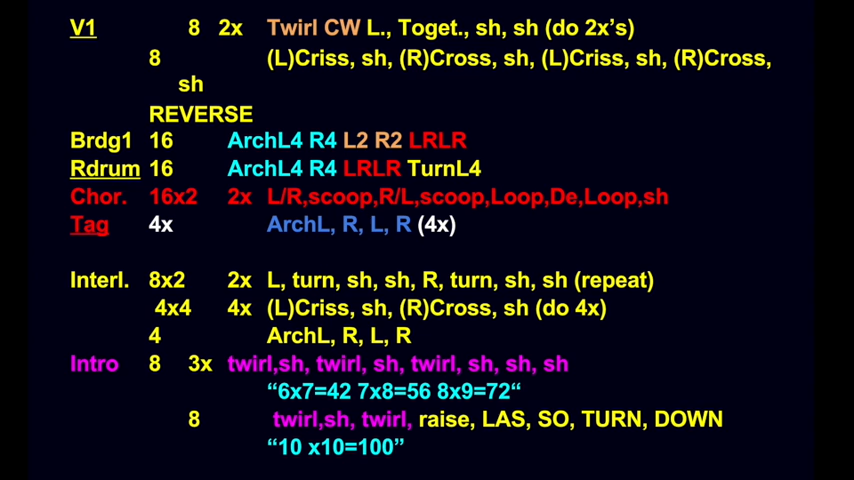 V1 8 2x Twirl CW L., Toget., sh, sh (do 2x's)
8 (L)Criss, sh, (R)Cross, sh, (L)Criss, sh, (R)Cross,
sh
REVERSE
Brdg1 16 ArchL4 R4 L2 R2 LRLR
Rdrum 16 ArchL4 R4 LRLR TurnL4
Chor. 16x2 2x L/R,scoop,R/L,scoop,Loop,De,Loop,sh
Tag 4x ArchL, R, L, R (4x)
Interl. 8x2 2x L, turn, sh, sh, R, turn, sh, sh (repeat)
4x4 4x (L)Criss, sh, (R)Cross, sh (do 4x)
4 ArchL, R, L, R
Intro 8 3x twirl,sh, twirl, sh, twirl, sh, sh, sh
“6x7=42 7x8=56 8x9=72“
8 twirl,sh, twirl, raise, LAS, SO, TURN, DOWN
“10 x10=100”